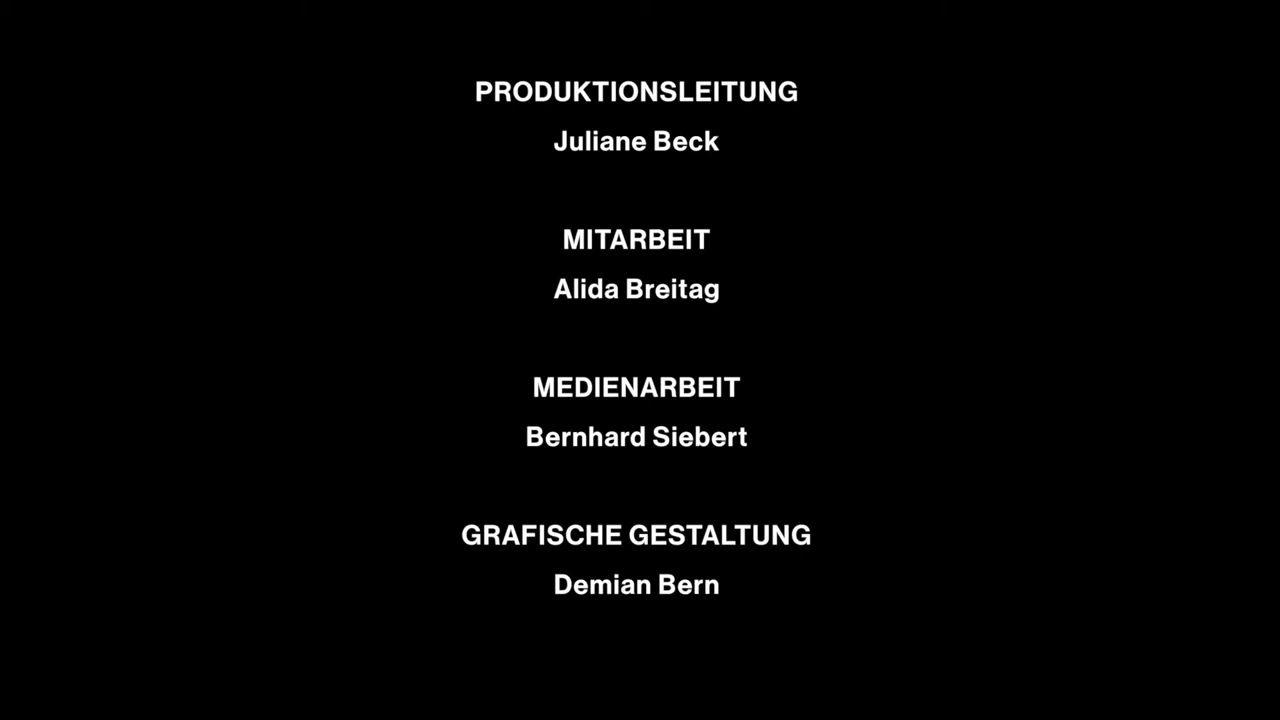 PRODUKTIONSLEITUNG
Juliane Beck
MITARBEIT
Alida Breitag
MEDIENARBEIT
Bernhard Siebert
GRAFISCHE GESTALTUNG
Demian Bern